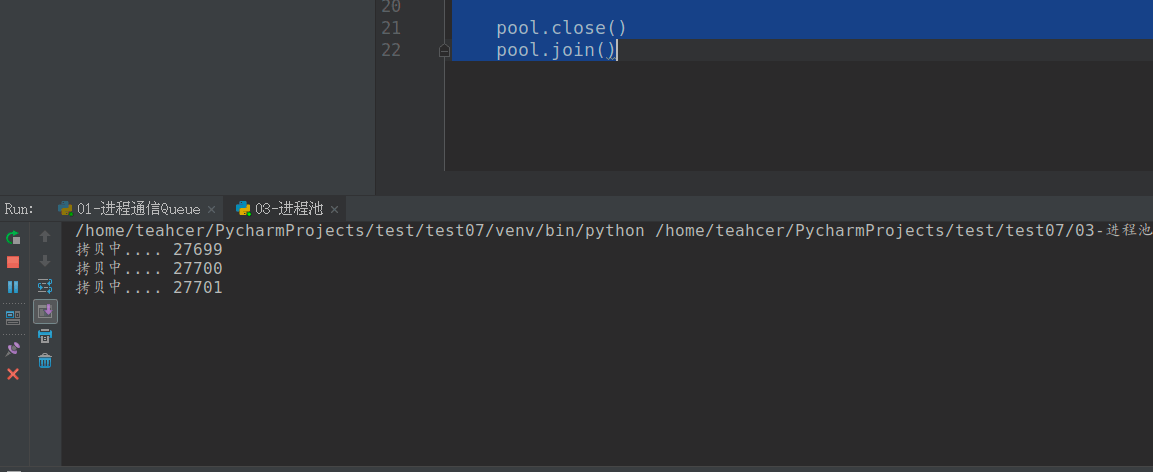 20
21 pool.close()
22 pool.join()
Run: 01-进程通信Queue × 03-进程池 ×
/home/teahcer/PycharmProjects/test/test07/venv/bin/python /home/teahcer/PycharmProjects/test/test07/03-进程池
拷贝中.... 27699
拷贝中.... 27700
拷贝中.... 27701